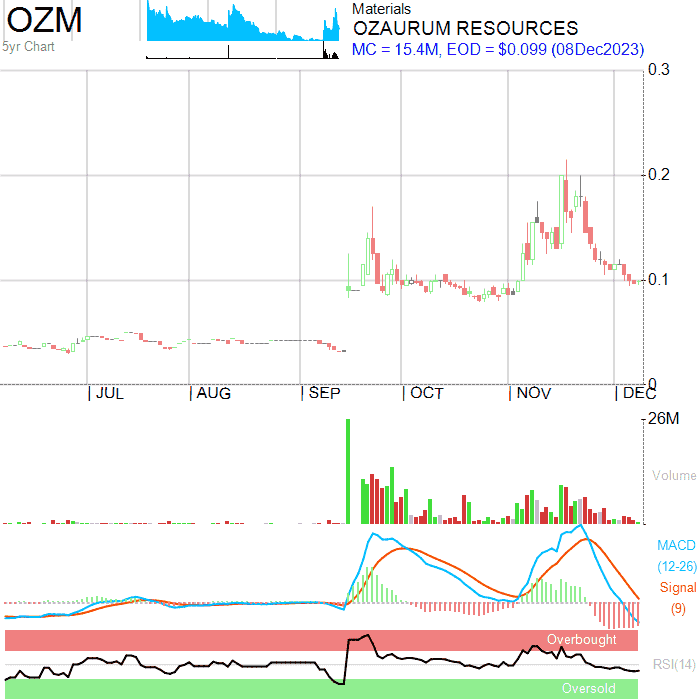 OZM
5yr Chart
Materials
OZAURUM RESOURCES
MC = 15.4M, EOD = $0.099 (08Dec2023)
0.3
0.2
0.1
0
JUL
AUG
SEP
OCT
NOV
DEC
26M
Volume
MACD
(12-26)
Signal
(9)
Overbought
RSI(14)
Oversold